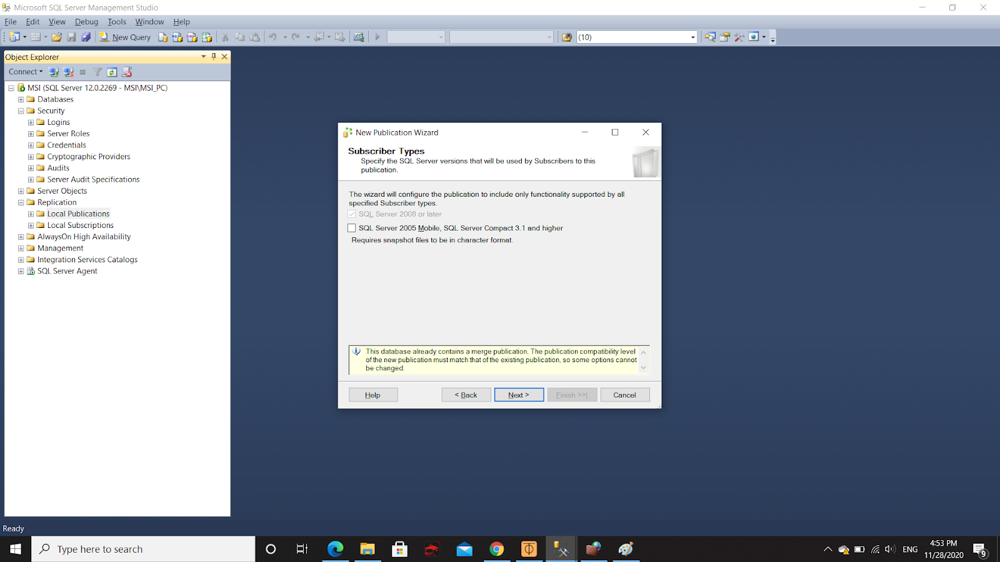 Microsoft SQL Server Management Studio
File Edit View Debug Tools Window Help
New Query
(10)
Object Explorer
Connect
MSI (SQL Server 12.0.2269 - MSI\MSI_PC)
Databases
Security
Logins
Server Roles
Credentials
Cryptographic Providers
Audits
Server Audit Specifications
Server Objects
Replication
Local Publications
Local Subscriptions
AlwaysOn High Availability
Management
Integration Services Catalogs
SQL Server Agent
New Publication Wizard
Subscriber Types
Specify the SQL Server versions that will be used by Subscribers to this
publication.
The wizard will configure the publication to include only functionality supported by all
specified Subscriber types.
SQL Server 2008 or later
SQL Server 2005 Mobile, SQL Server Compact 3.1 and higher
Requires snapshot files to be in character format.
This database already contains a merge publication. The publication compatibility level
of the new publication must match that of the existing publication, so some options cannot
be changed.
Help < Back Next > Finish >>| Cancel
Ready
Type here to search
ENG
4:53 PM
11/28/2020
9